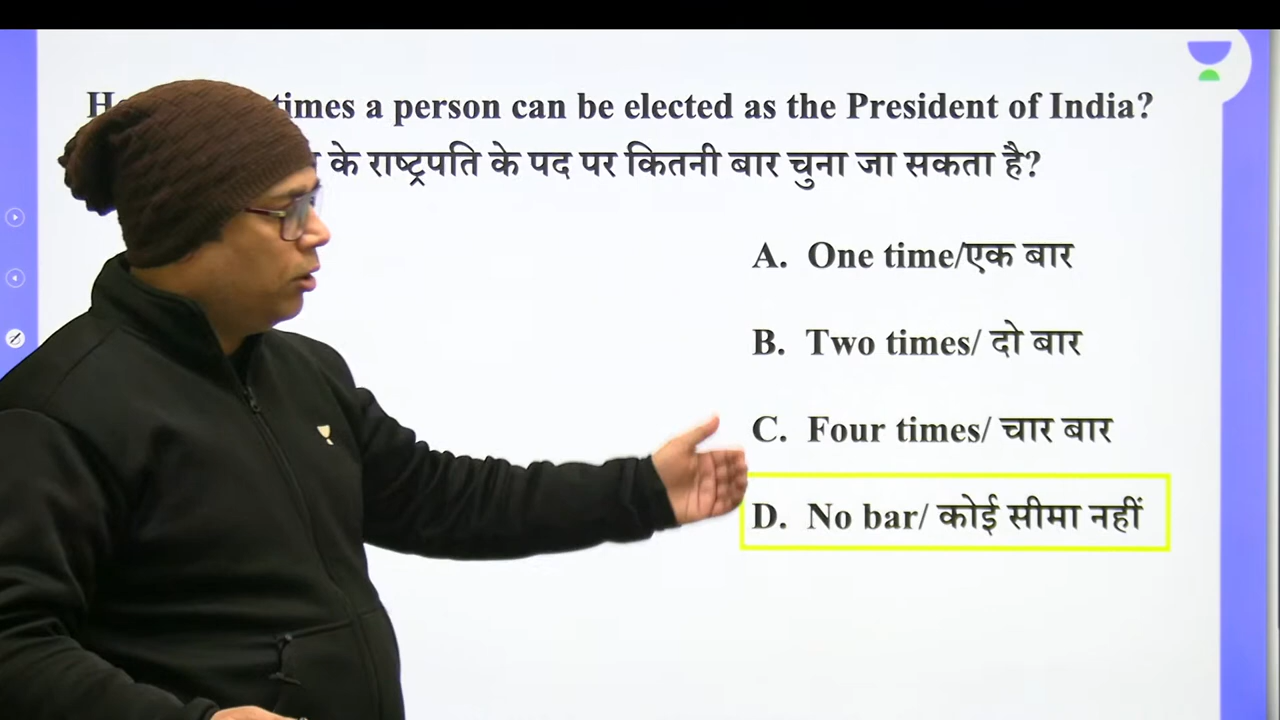 times a person can be elected as the President of India?
के राष्ट्रपति के पद पर कितनी बार चुना जा सकता है?
A. One time/एक बार
B. Two times/ दो बार
C. Four times/ चार बार
D. No bar/ कोई सीमा नहीं